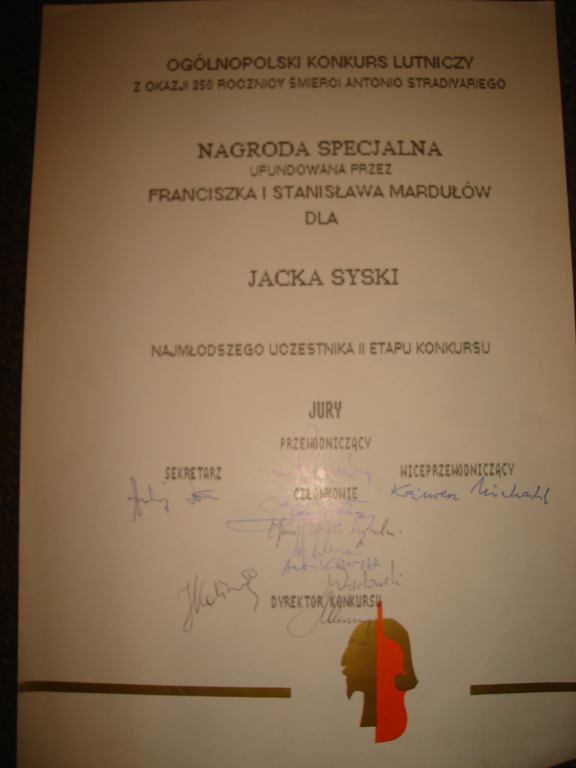 OGÓLNOPOLSKI KONKURS LUTNICZY
Z OKAZJI 250 ROCZNICY ŚMIERCI ANTONIO STRADIVARIEGO
NAGRODA SPECJALNA
UFUNDOWANA PRZEZ
FRANCISZKA I STANISŁAWA MARDUŁÓW
DLA
JACKA SYSKI
NAJMŁODSZEGO UCZESTNIKA II ETAPU KONKURSU
JURY
PRZEWODNICZĄCY
SEKRETARZ
WICEPRZEWODNICZĄCY
CZŁONKOWIE
DYREKTOR KONKURSU